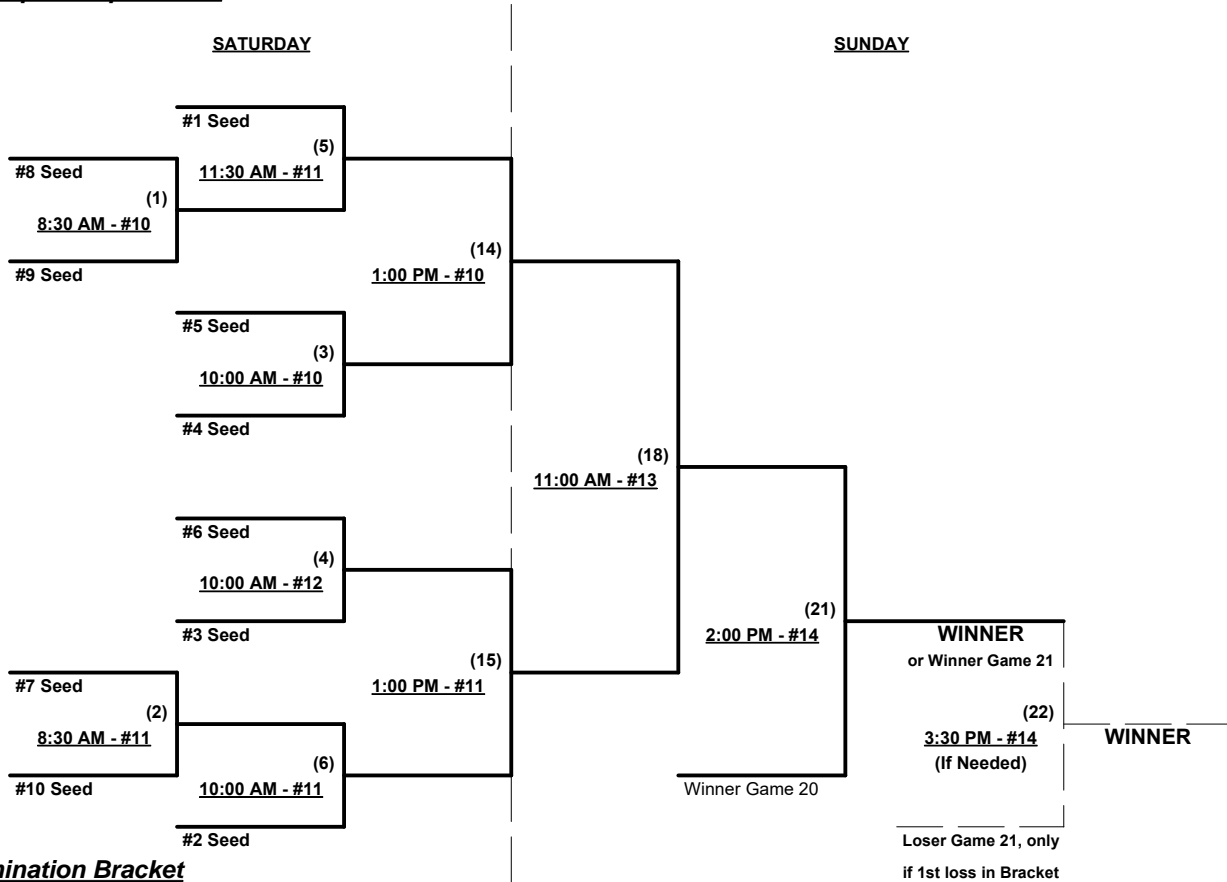 SATURDAY
SUNDAY
#1 Seed
(5)
11:30 AM - #11
#8 Seed
(1)
8:30 AM - #10
#9 Seed
(14)
1:00 PM - #10
#5 Seed
(3)
10:00 AM - #10
#4 Seed
(18)
11:00 AM - #13
#6 Seed
(4)
10:00 AM - #12
#3 Seed
(21)
2:00 PM - #14
WINNER
or Winner Game 21
(15)
1:00 PM - #11
#7 Seed
(2)
8:30 AM - #11
#10 Seed
(22)
3:30 PM - #14
(If Needed)
WINNER
(6)
10:00 AM - #11
#2 Seed
Winner Game 20
Loser Game 21, only
if 1st loss in Bracket
mination Bracket